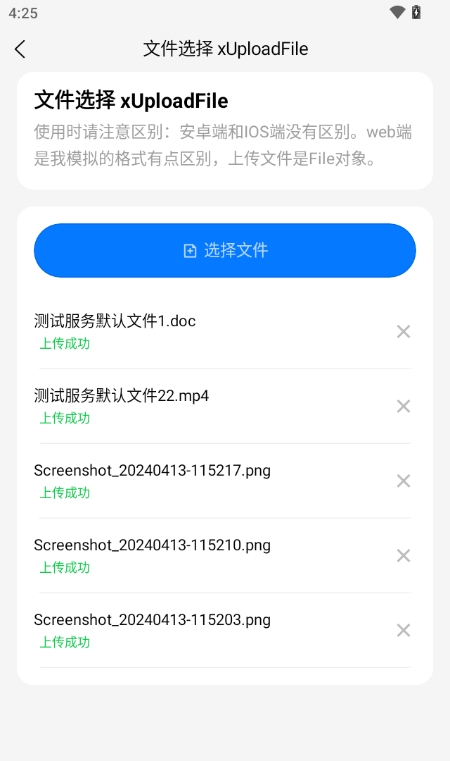 4:25
文件选择 xUploadFile
文件选择 xUploadFile
使用时请注意区别：安卓端和IOS端没有区别。web端
是我模拟的格式有点区别，上传文件是File对象。
选择文件
测试服务默认文件1.doc
上传成功
测试服务默认文件22.mp4
上传成功
Screenshot_20240413-115217.png
上传成功
Screenshot_20240413-115210.png
上传成功
Screenshot_20240413-115203.png
上传成功